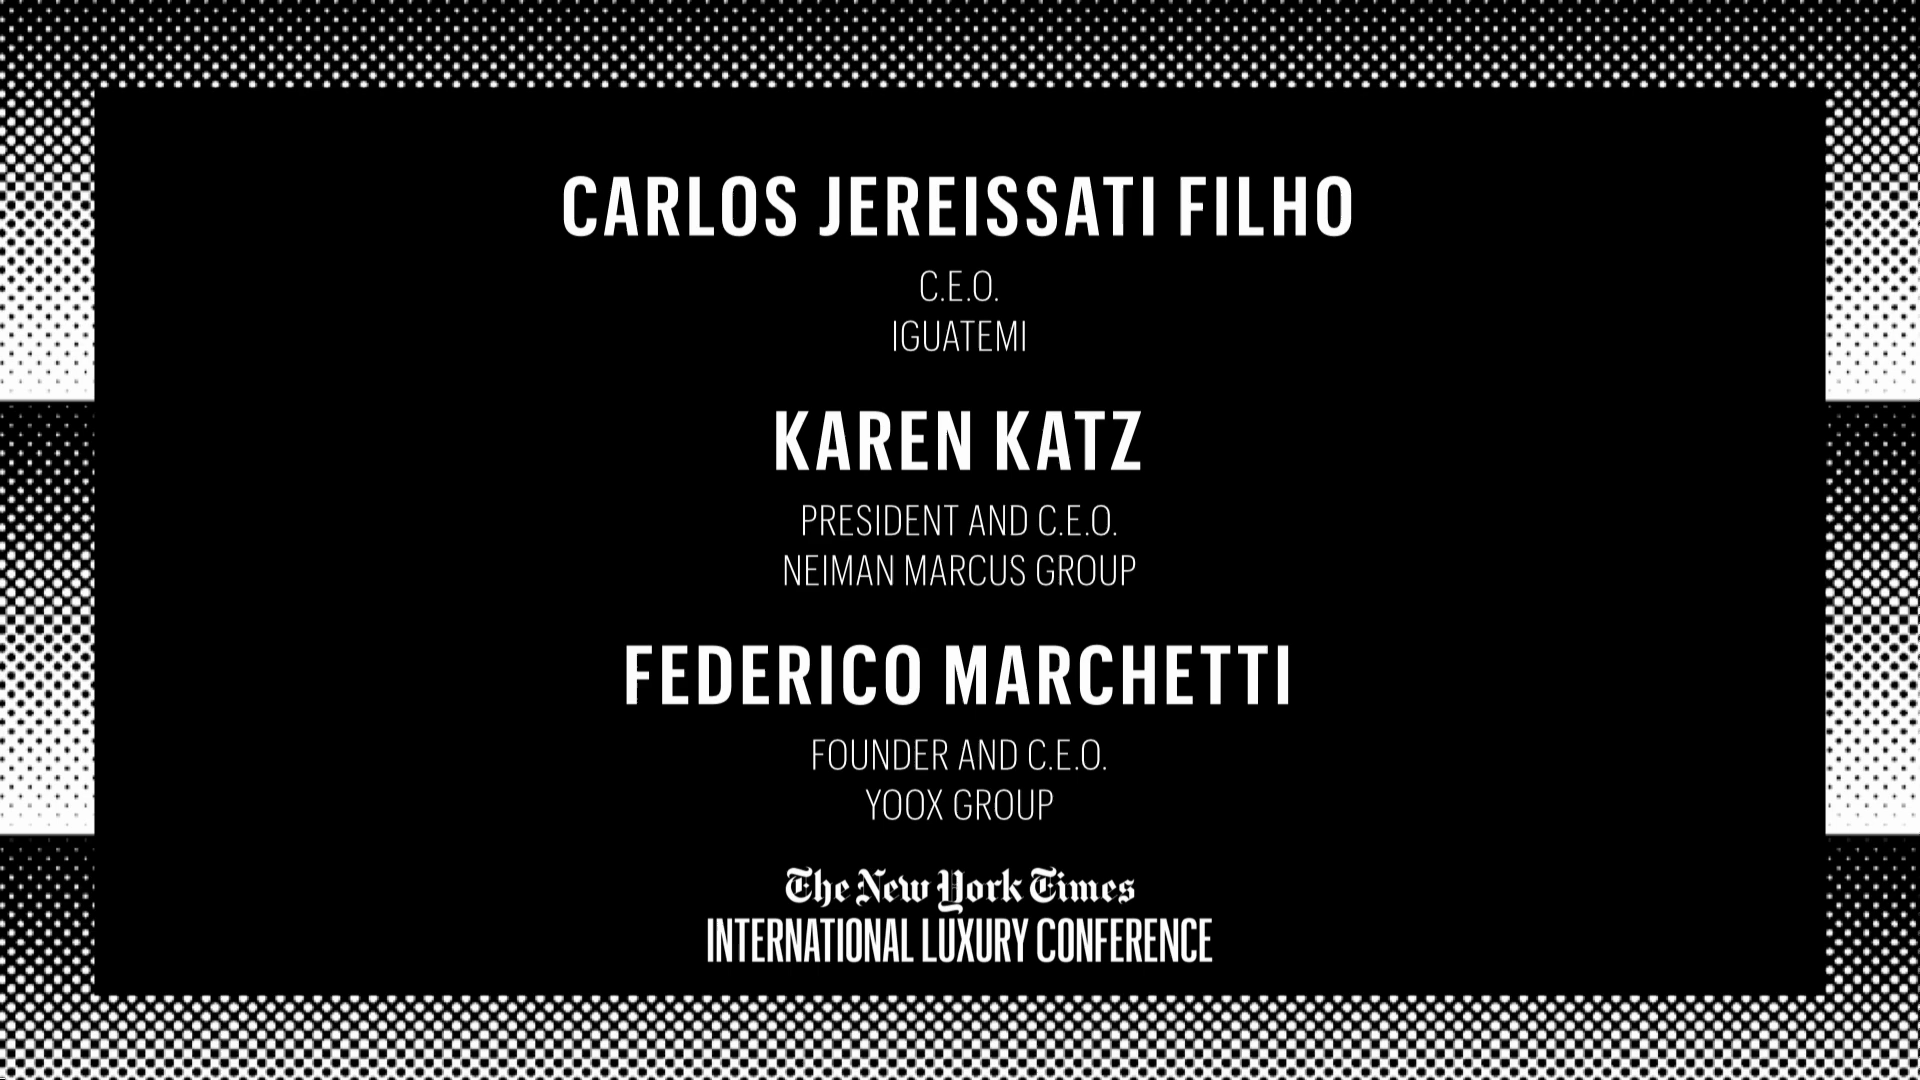 CARLOS JEREISSATI FILHO
C.E.O.
IGUATEMI
KAREN KATZ
PRESIDENT AND C.E.O.
NEIMAN MARCUS GROUP
FEDERICO MARCHETTI
FOUNDER AND C.E.O.
YOOX GROUP
The New York Times
INTERNATIONAL LUXURY CONFERENCE